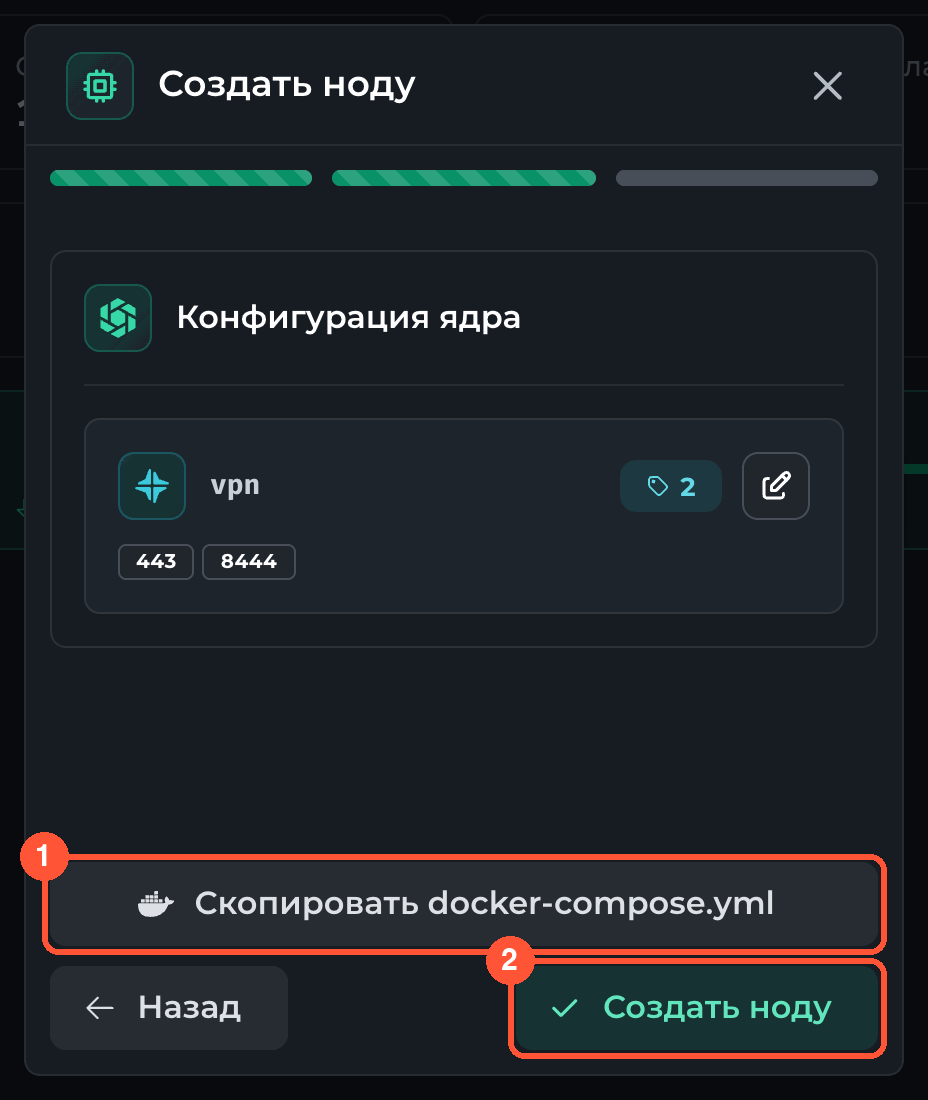 Создать ноду
Конфигурация ядра
vpn
2
443
8444
1
Скопировать docker-compose.yml
2
Назад
Создать ноду